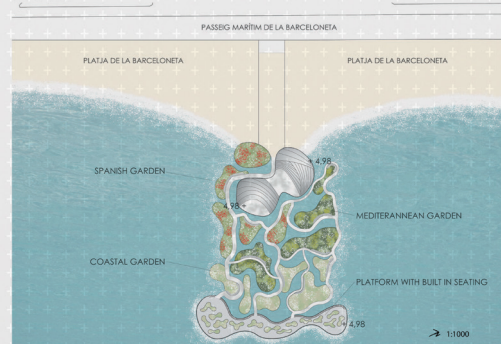 PASSEIG MARÍTIM DE LA BARCELONETA
PLATJA DE LA BARCELONETA
PLATJA DE LA BARCELONETA
4,98
SPANISH GARDEN
4,98
MEDITERANNEAN GARDEN
COASTAL GARDEN
PLATFORM WITH BUILT IN SEATING
4,98
1:1000